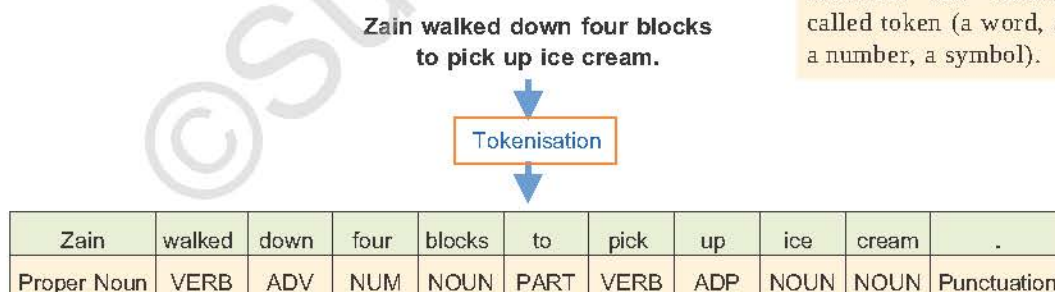 called token (a word,
a number, a symbol).
Zain walked down four blocks
to pick up ice cream.
Tokenisation
Zain walked down four blocks to pick up ice cream .
Proper Noun VERB ADV NUM NOUN PART VERB ADP NOUN NOUN Punctuation